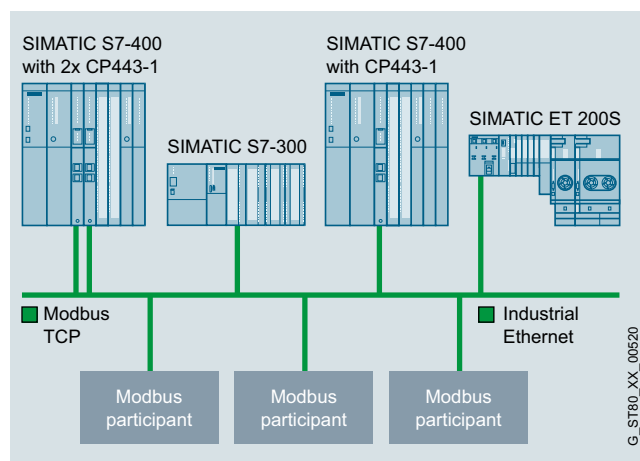 SIMATIC S7-400
with 2x CP443-1
SIMATIC S7-400
with CP443-1
SIMATIC S7-300
SIMATIC ET 200S
Modbus
TCP
Industrial
Ethernet
Modbus
participant
Modbus
participant
Modbus
participant
G_ST80_XX_00520